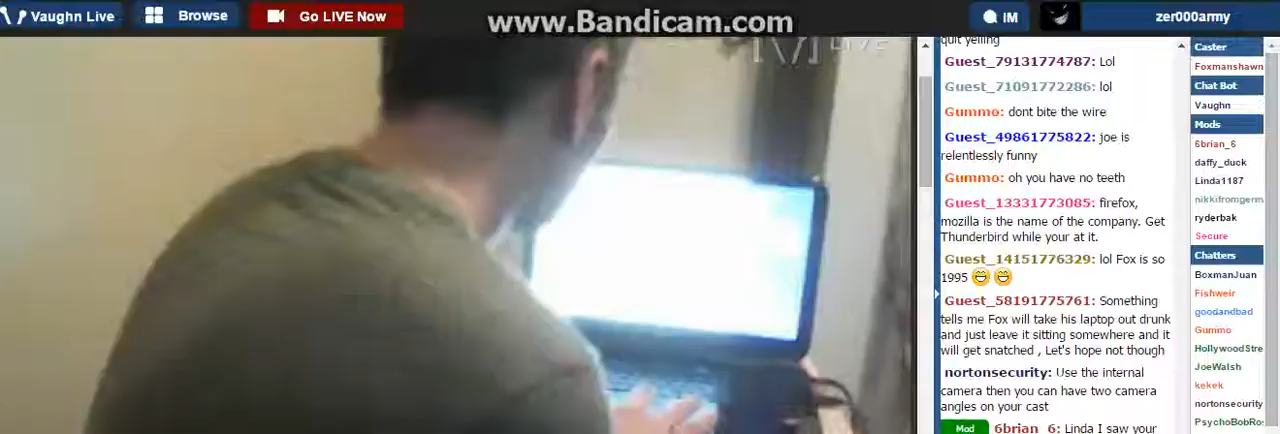 Vaughn Live
Browse
Go LIVE Now
www.Bandicam.com
IM
zer000army
LIVE
quit yelling
Guest_79131774787: Lol
Guest_71091772286: lol
Gummo: dont bite the wire
Guest_49861775822: joe is
relentlessly funny
Gummo: oh you have no teeth
Guest_13331773085: firefox,
mozilla is the name of the company. Get
Thunderbird while your at it.
Guest_14151776329: lol Fox is so
1995
Guest_58191775761: Something
tells me Fox will take his laptop out drunk
and just leave it sitting somewhere and it
will get snatched , Let's hope not though
nortonsecurity: Use the internal
camera then you can have two camera
angles on your cast
Mod 6brian_6: Linda I saw your
Caster
Foxmanshawn
Chat Bot
Vaughn
Mods
6brian_6
daffy_duck
Linda1187
nikkifromgerm
ryderbak
Secure
Chatters
BoxmanJuan
Fishweir
goodandbad
Gummo
HollywoodStre
JoeWalsh
kekek
nortonsecurity
PsychoBobRo